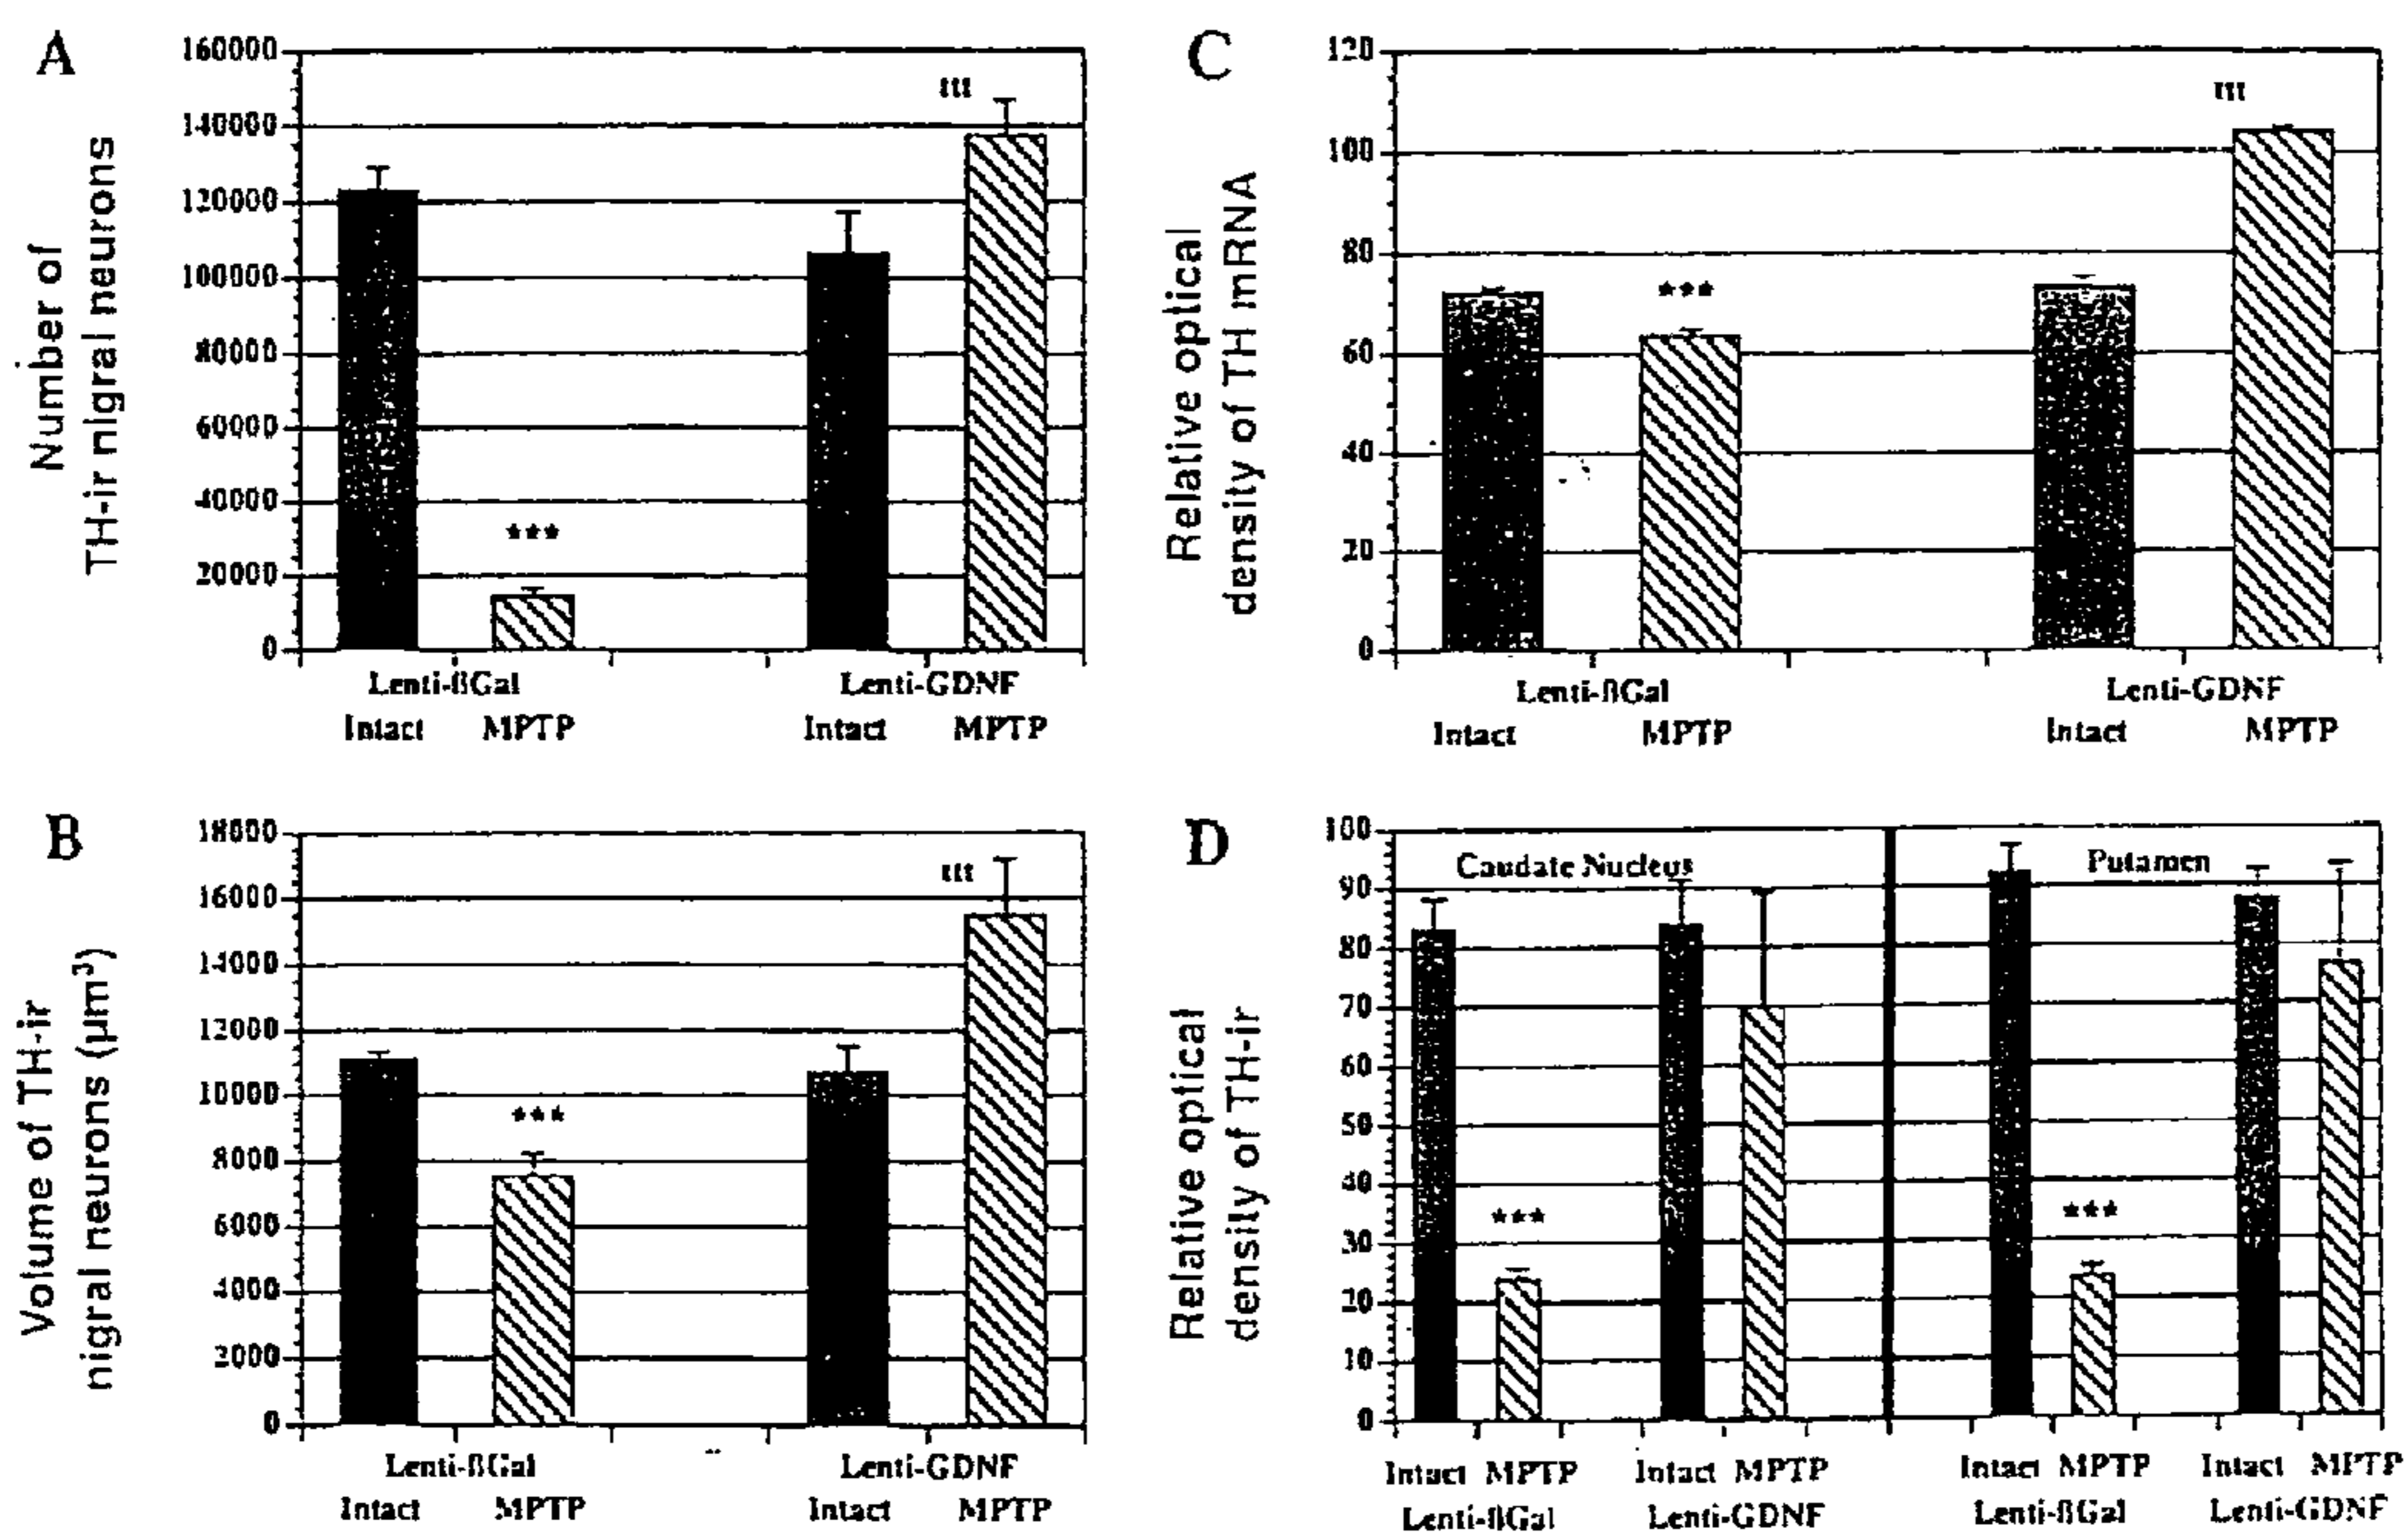 A
Number of
TH-ir nigral neurons
160000
140000
120000
100000
80000
60000
40000
20000
0
***
ttt
Lenti-ßGal
Lenti-GDNF
Intact
MPTP
Intact
MPTP
B
Volume of TH-ir
nigral neurons (µm³)
18000
16000
14000
12000
10000
8000
6000
4000
2000
0
***
ttt
Lenti-ßGal
Lenti-GDNF
Intact
MPTP
Intact
MPTP
C
Relative optical
density of TH mRNA
120
100
80
60
40
20
0
***
ttt
Lenti-ßGal
Lenti-GDNF
Intact
MPTP
Intact
MPTP
D
Relative optical
density of TH-ir
100
90
80
70
60
50
40
30
20
10
0
Caudate Nucleus
Putamen
***
***
Intact MPTP
Intact MPTP
Intact MPTP
Intact MPTP
Lenti-ßGal
Lenti-GDNF
Lenti-ßGal
Lenti-GDNF